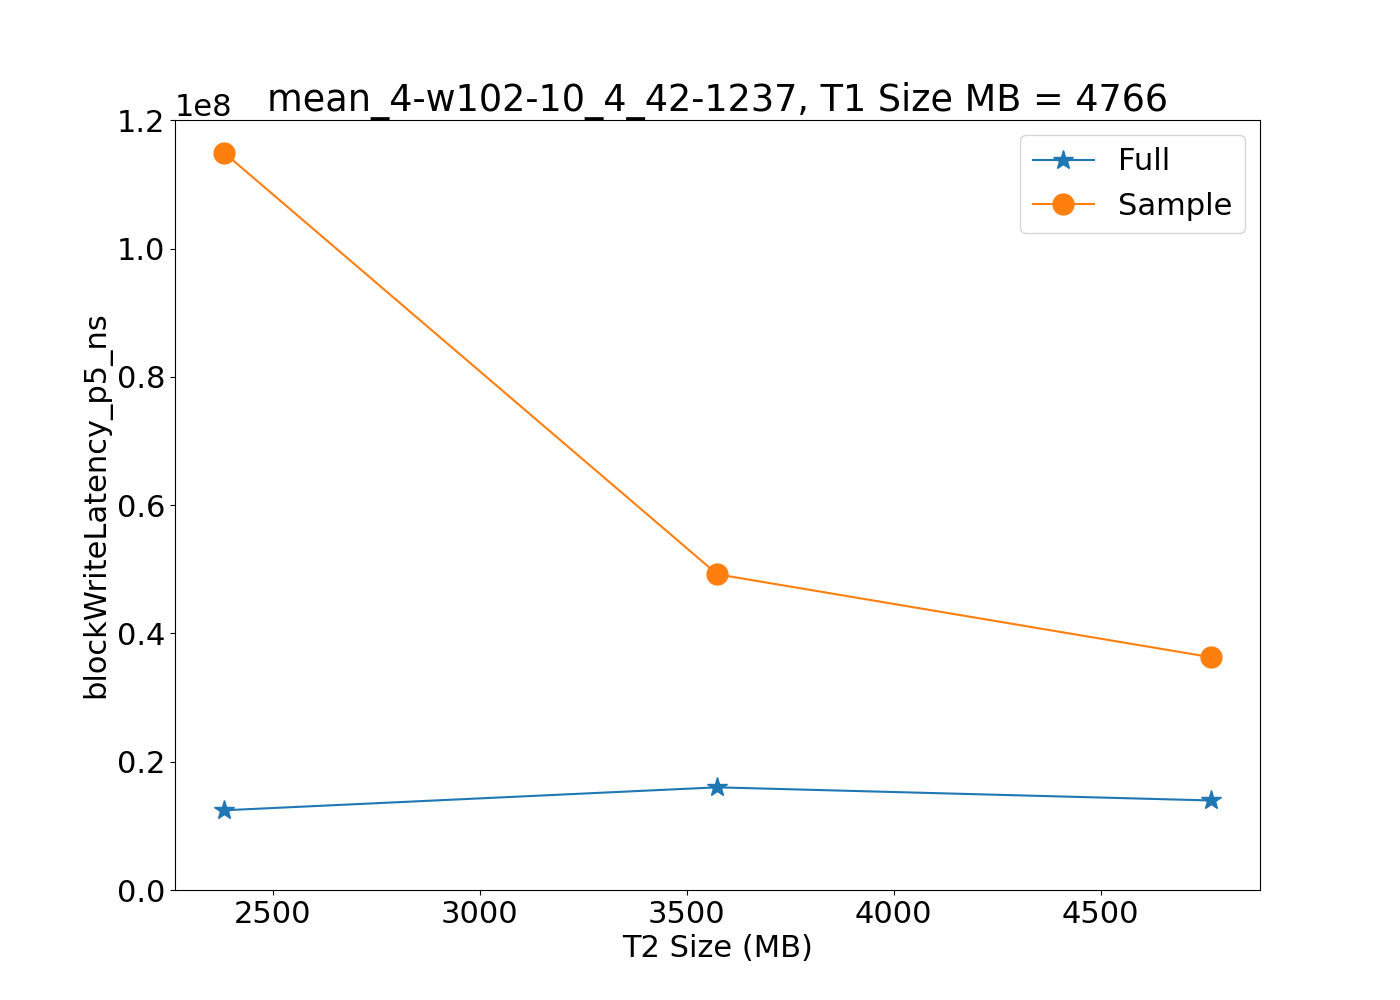 mean_4-w102-10_4_42-1237, T1 Size MB = 4766
1e8
1.2
1.0
0.8
0.6
0.4
0.2
0.0
blockWriteLatency_p5_ns
Full
Sample
2500 3000 3500 4000 4500
T2 Size (MB)